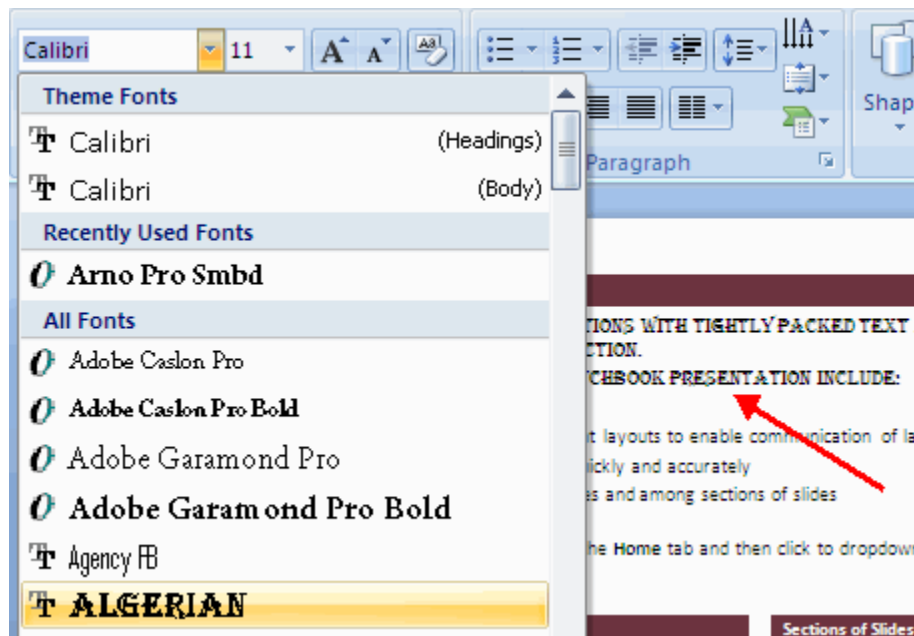 Calibri 11 A A Aa
Shap
Paragraph
Theme Fonts
Calibri (Headings)
Calibri (Body)
Recently Used Fonts
Arno Pro Smbd
All Fonts
Adobe Caslon Pro
Adobe Caslon Pro Bold
Adobe Garamond Pro
Adobe Garamond Pro Bold
Agency FB
ALGERIAN
TIONS WITH TIGHTLY PACKED TEXT
CTION.
TCHBOOK PRESENTATION INCLUDE:
t layouts to enable communication of la
ickly and accurately
es and among sections of slides
he Home tab and then click to dropdown
Sections of Slides